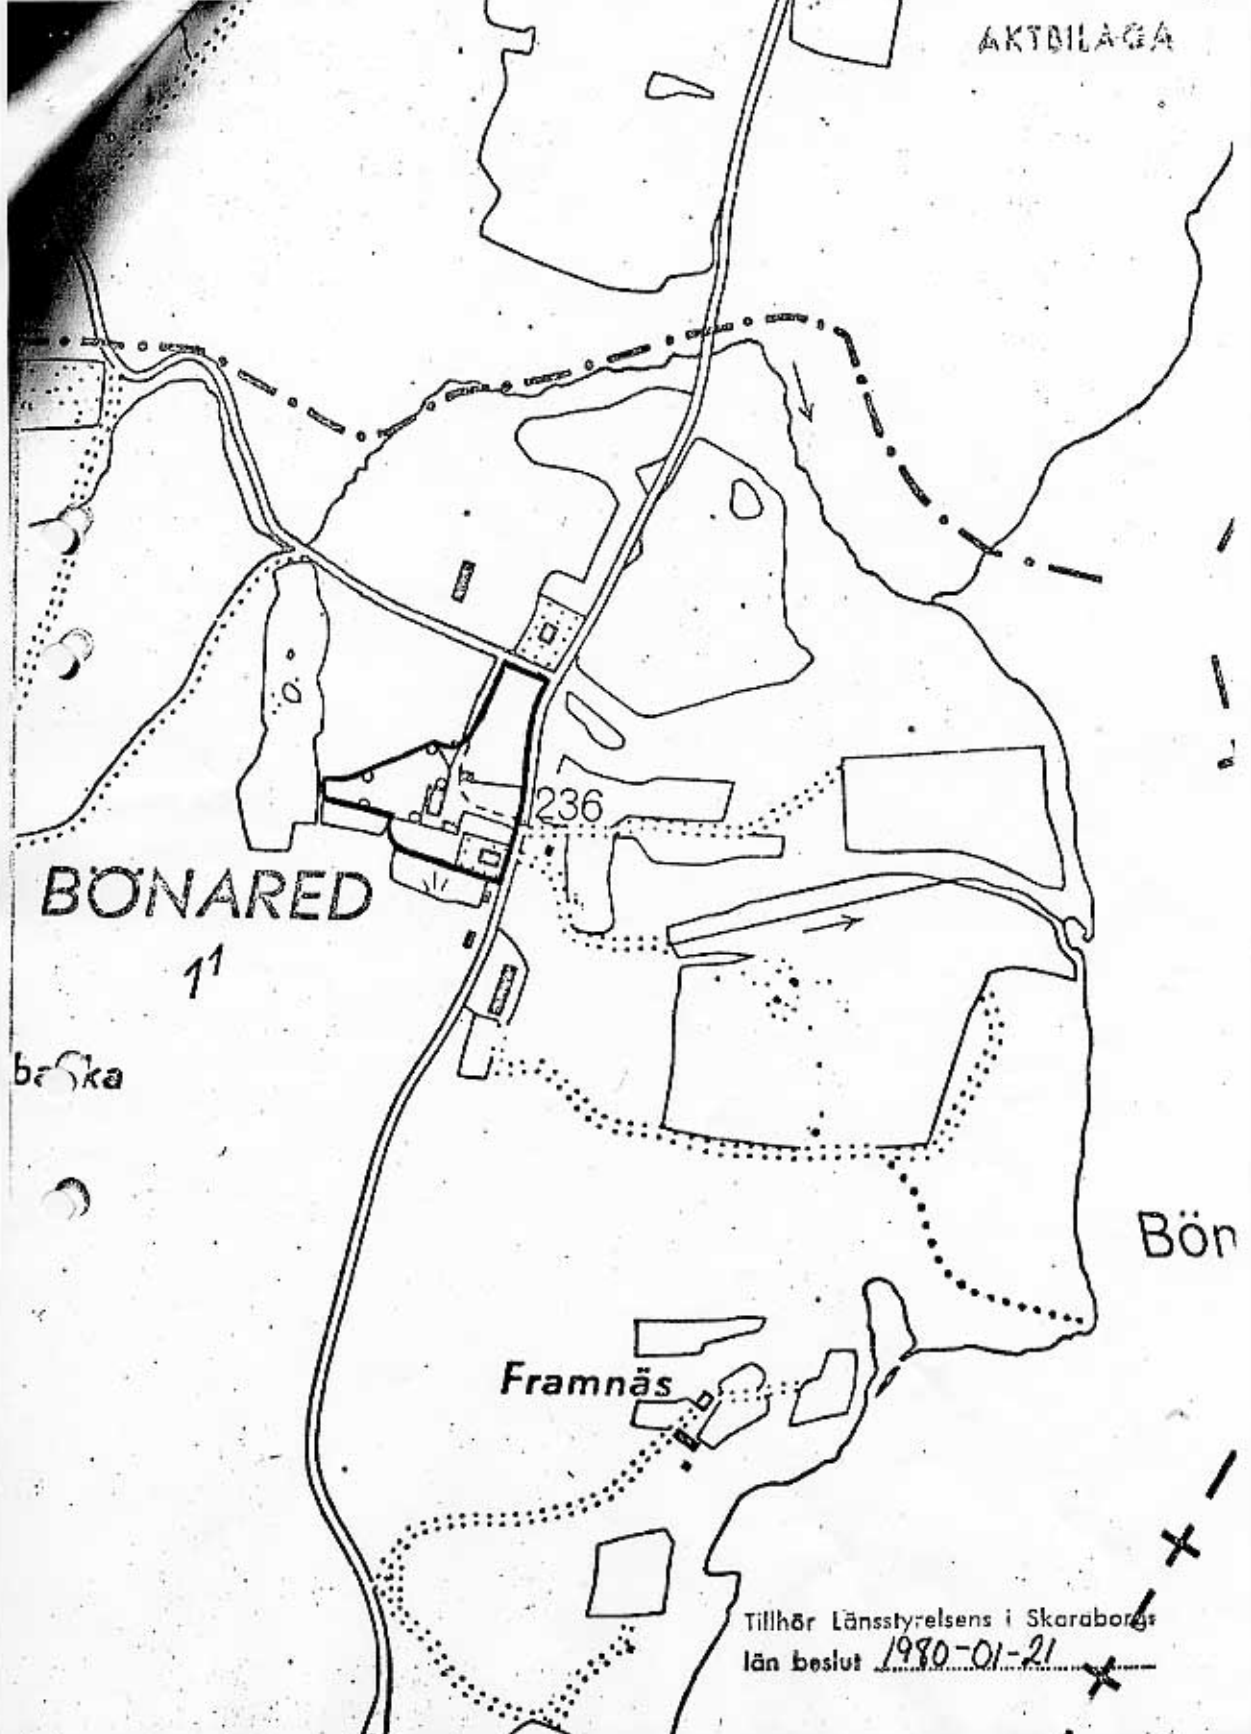 AKTBILAGA
236
BÖNARED
1¹
Bön
Framnäs
Tillhör Länsstyrelsens i Skaraborgs
län beslut 1980-01-21